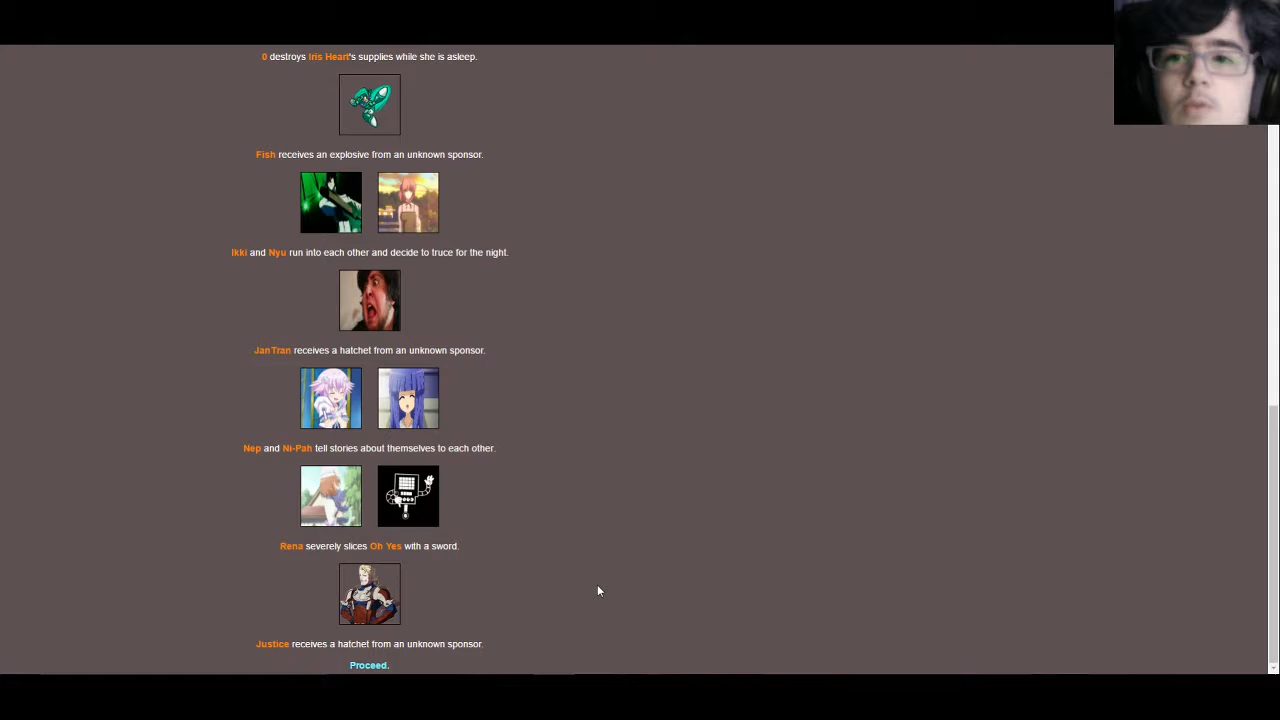 0 destroys Iris Heart's supplies while she is asleep.
Fish receives an explosive from an unknown sponsor.
Ikki and Nyu run into each other and decide to truce for the night.
JanTran receives a hatchet from an unknown sponsor.
Nep and Ni-Pah tell stories about themselves to each other.
Rena severely slices Oh Yes with a sword.
Justice receives a hatchet from an unknown sponsor.
Proceed.